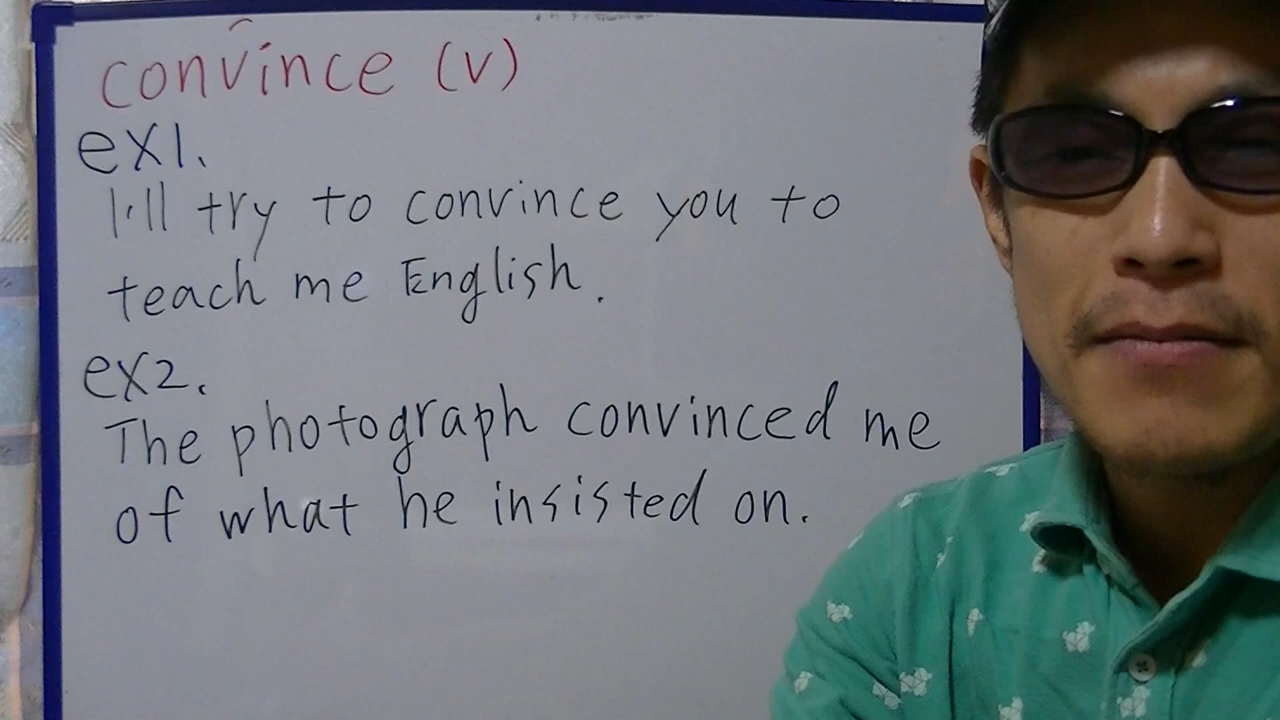 convince (v)
ex1.
I'll try to convince you to
teach me English.
ex2.
The photograph convinced me
of what he insisted on.